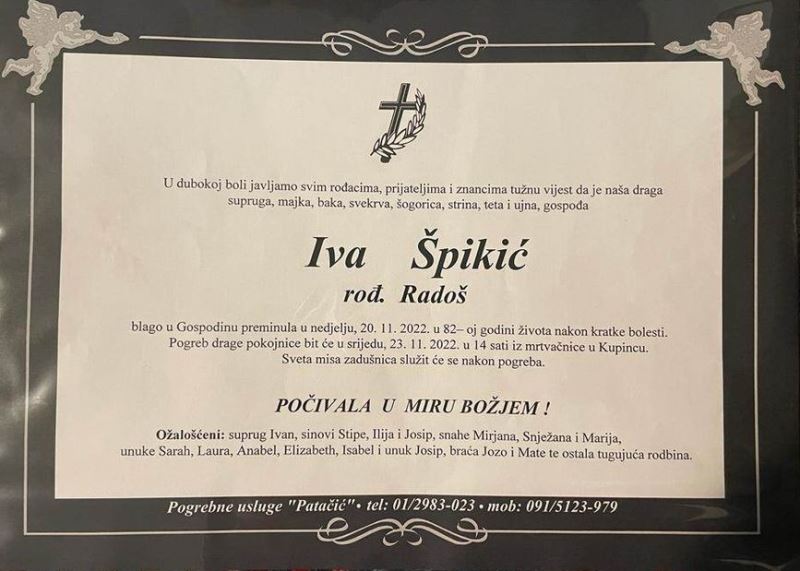 U dubokoj boli javljamo svim rođacima, prijateljima i znancima tužnu vijest da je naša draga
supruga, majka, baka, svekrva, šogorica, strina, teta i ujna, gospođa
Iva Špikić
rođ. Radoš
blago u Gospodinu preminula u nedjelju, 20. 11. 2022. u 82– oj godini života nakon kratke bolesti.
Pogreb drage pokojnice bit će u srijedu, 23. 11. 2022. u 14 sati iz mrtvačnice u Kupincu.
Sveta misa zadušnica služit će se nakon pogreba.
POČIVALA U MIRU BOŽJEM !
Ožalošćeni: suprug Ivan, sinovi Stipe, Ilija i Josip, snahe Mirjana, Snježana i Marija,
unuke Sarah, Laura, Anabel, Elizabeth, Isabel i unuk Josip, braća Jozo i Mate te ostala tugujuća rodbina.
Pogrebne usluge "Patačić" • tel: 01/2983-023 • mob: 091/5123-979